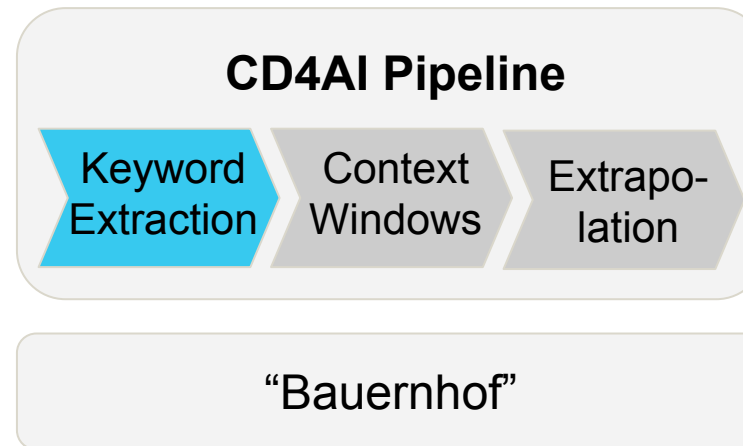 CD4AI Pipeline
Keyword
Extraction
Context
Windows
Extrapo-
lation
“Bauernhof”